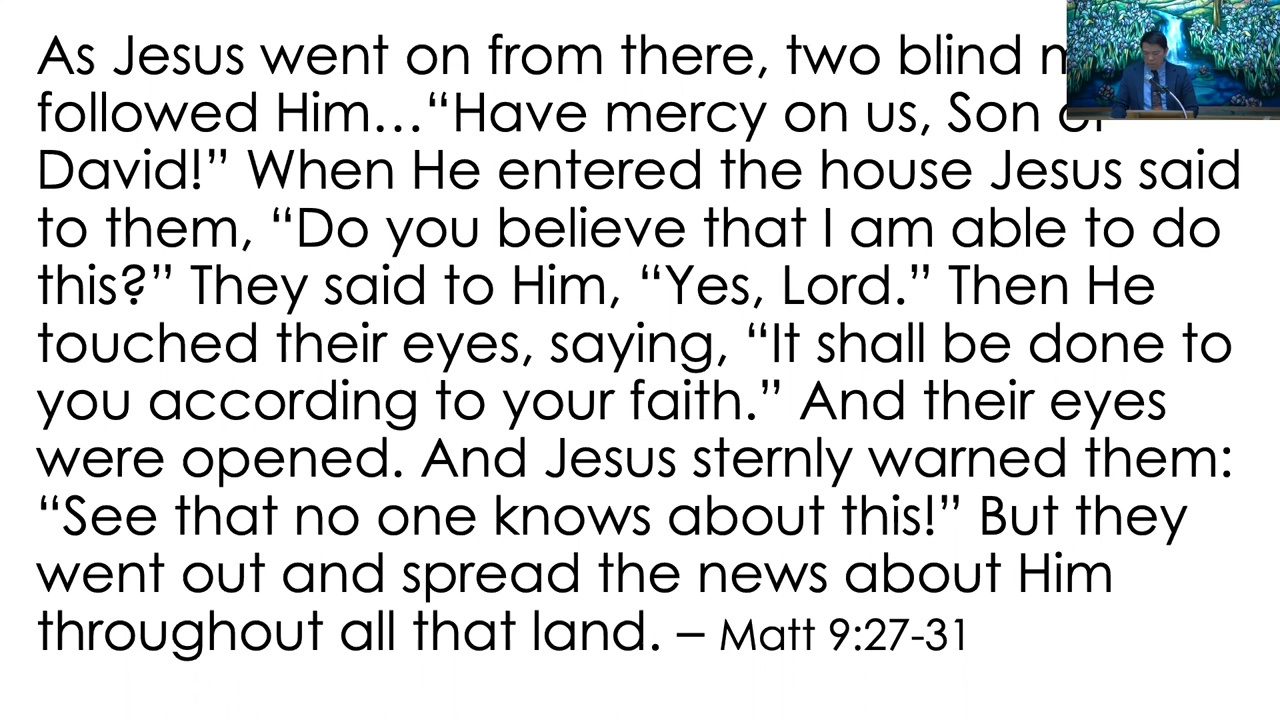 As Jesus went on from there, two blind
followed Him…“Have mercy on us, Son of
David!” When He entered the house Jesus said
to them, “Do you believe that I am able to do
this?” They said to Him, “Yes, Lord.” Then He
touched their eyes, saying, “It shall be done to
you according to your faith.” And their eyes
were opened. And Jesus sternly warned them:
“See that no one knows about this!” But they
went out and spread the news about Him
throughout all that land. – Matt 9:27-31